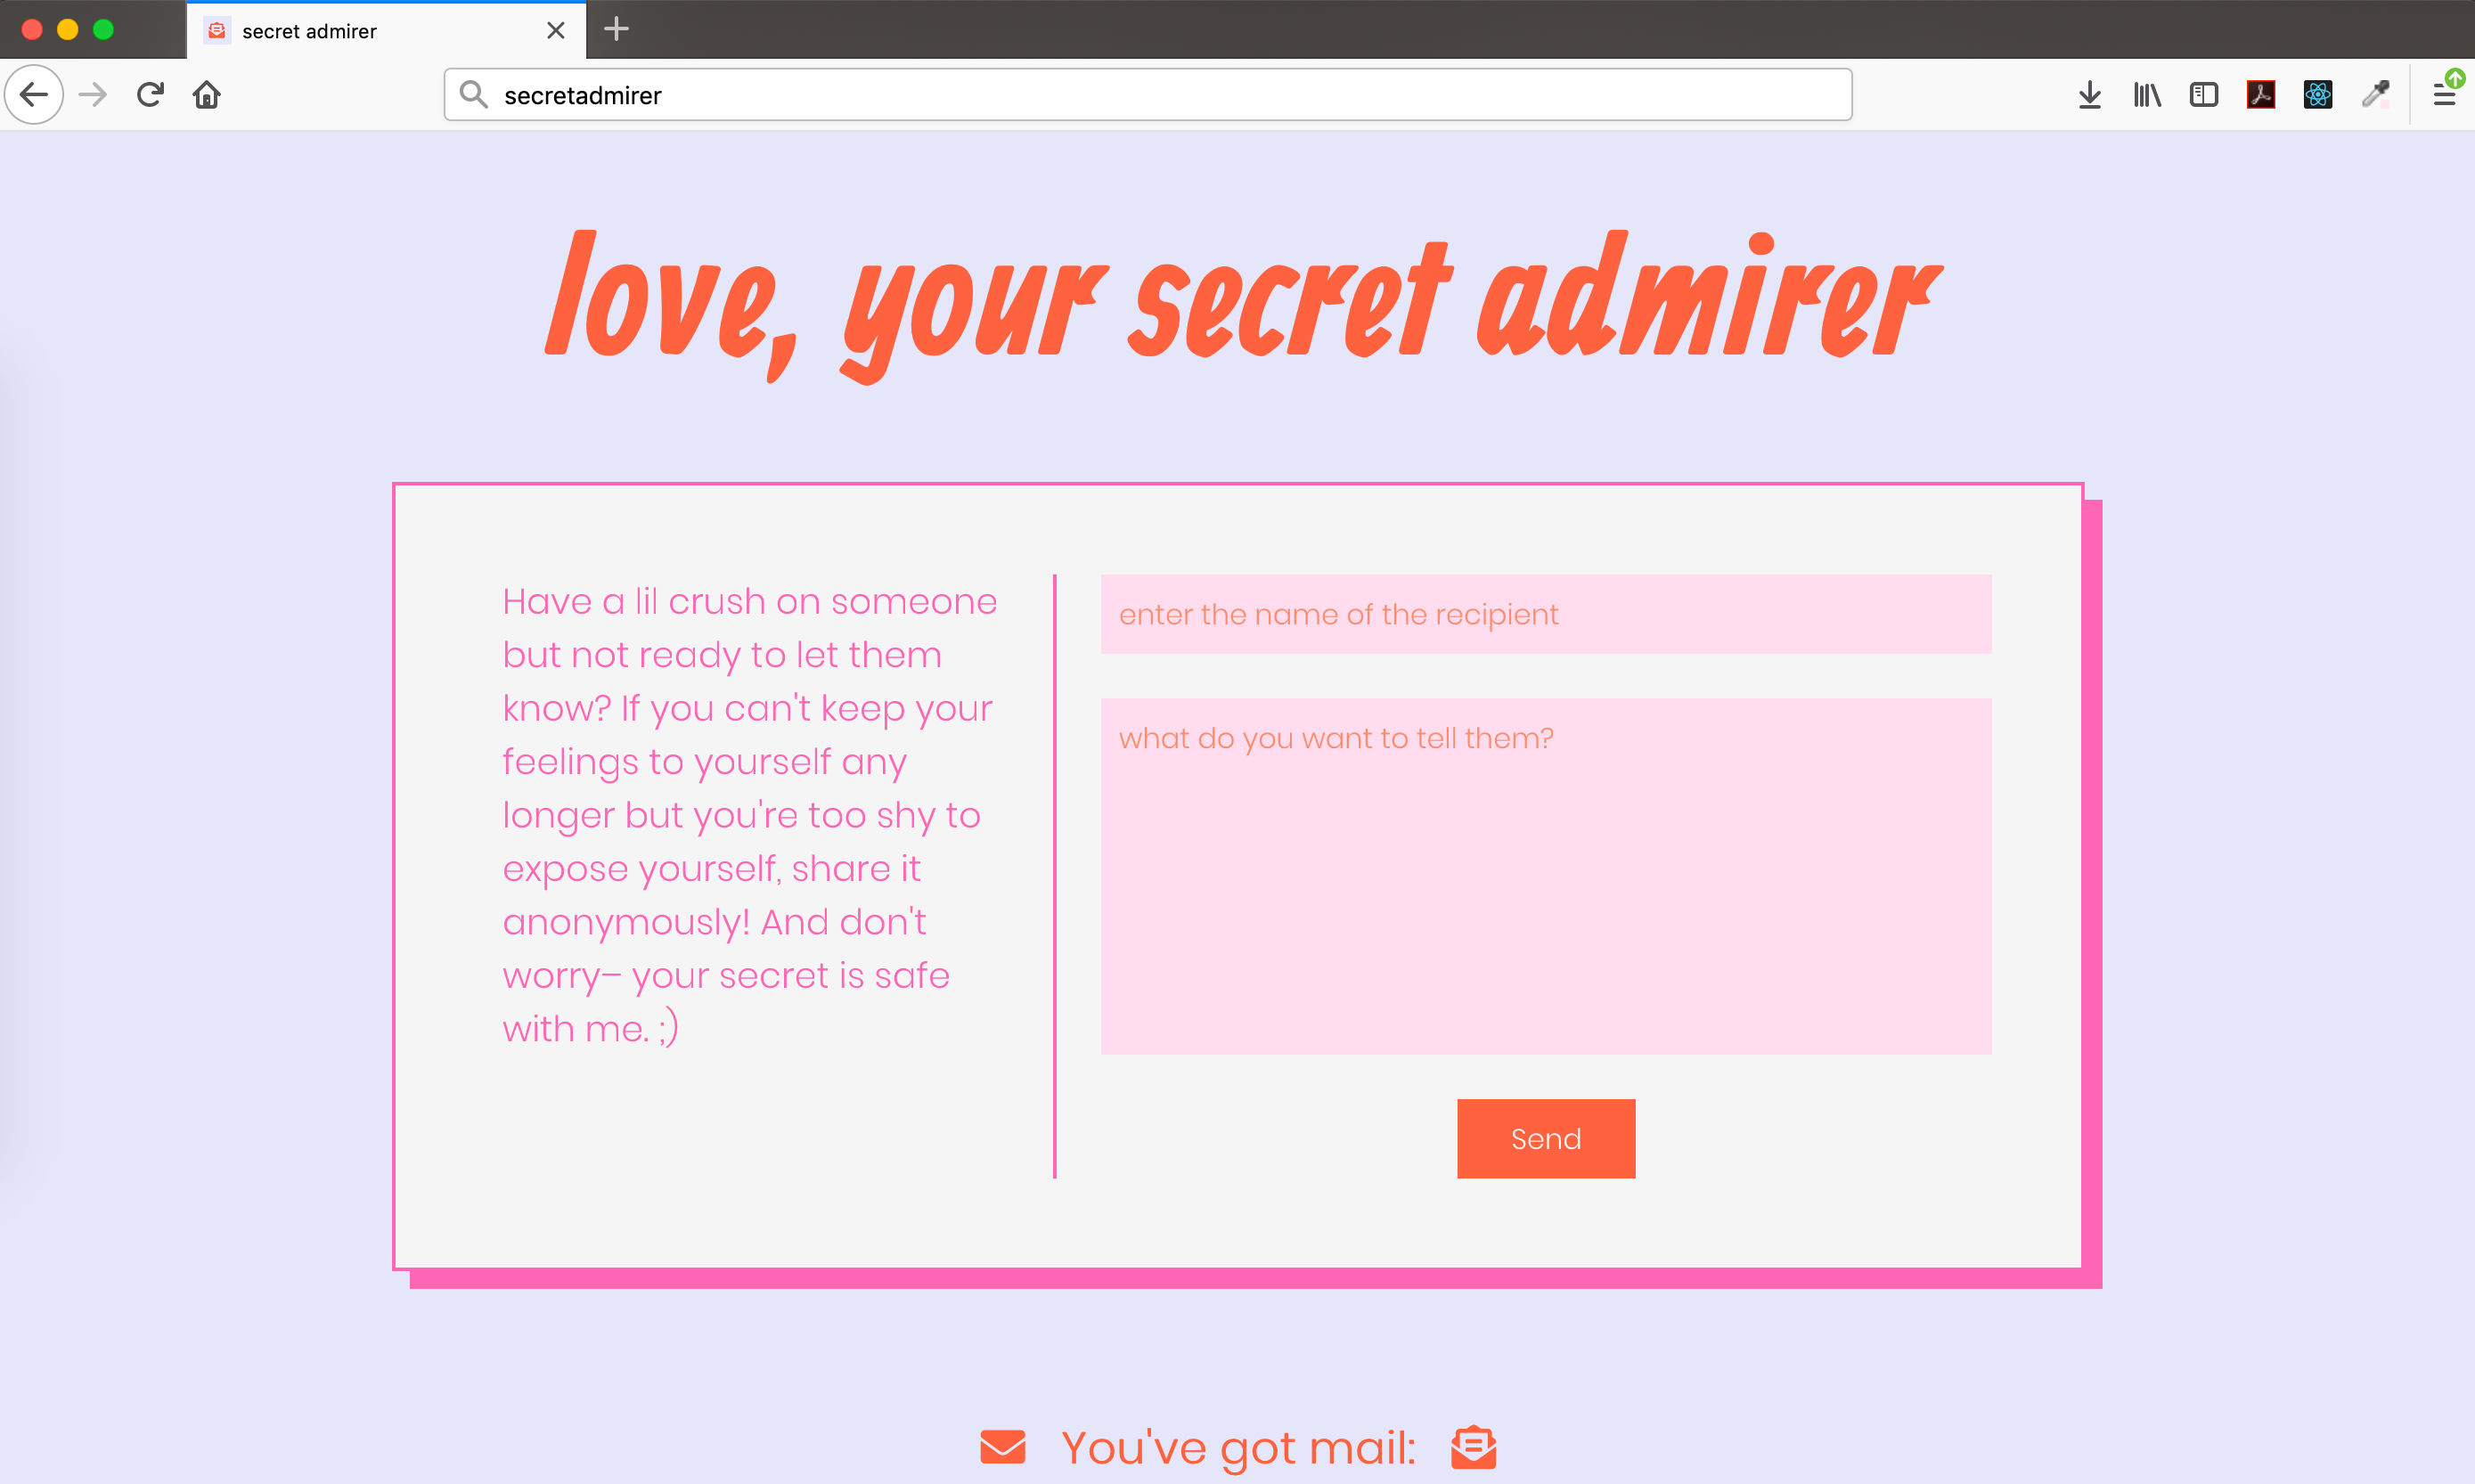 secret admirer
secretadmirer
love, your secret admirer
Have a lil crush on someone
but not ready to let them
know? If you can't keep your
feelings to yourself any
longer but you're too shy to
expose yourself, share it
anonymously! And don't
worry– your secret is safe
with me. ;)
enter the name of the recipient
what do you want to tell them?
Send
You've got mail: